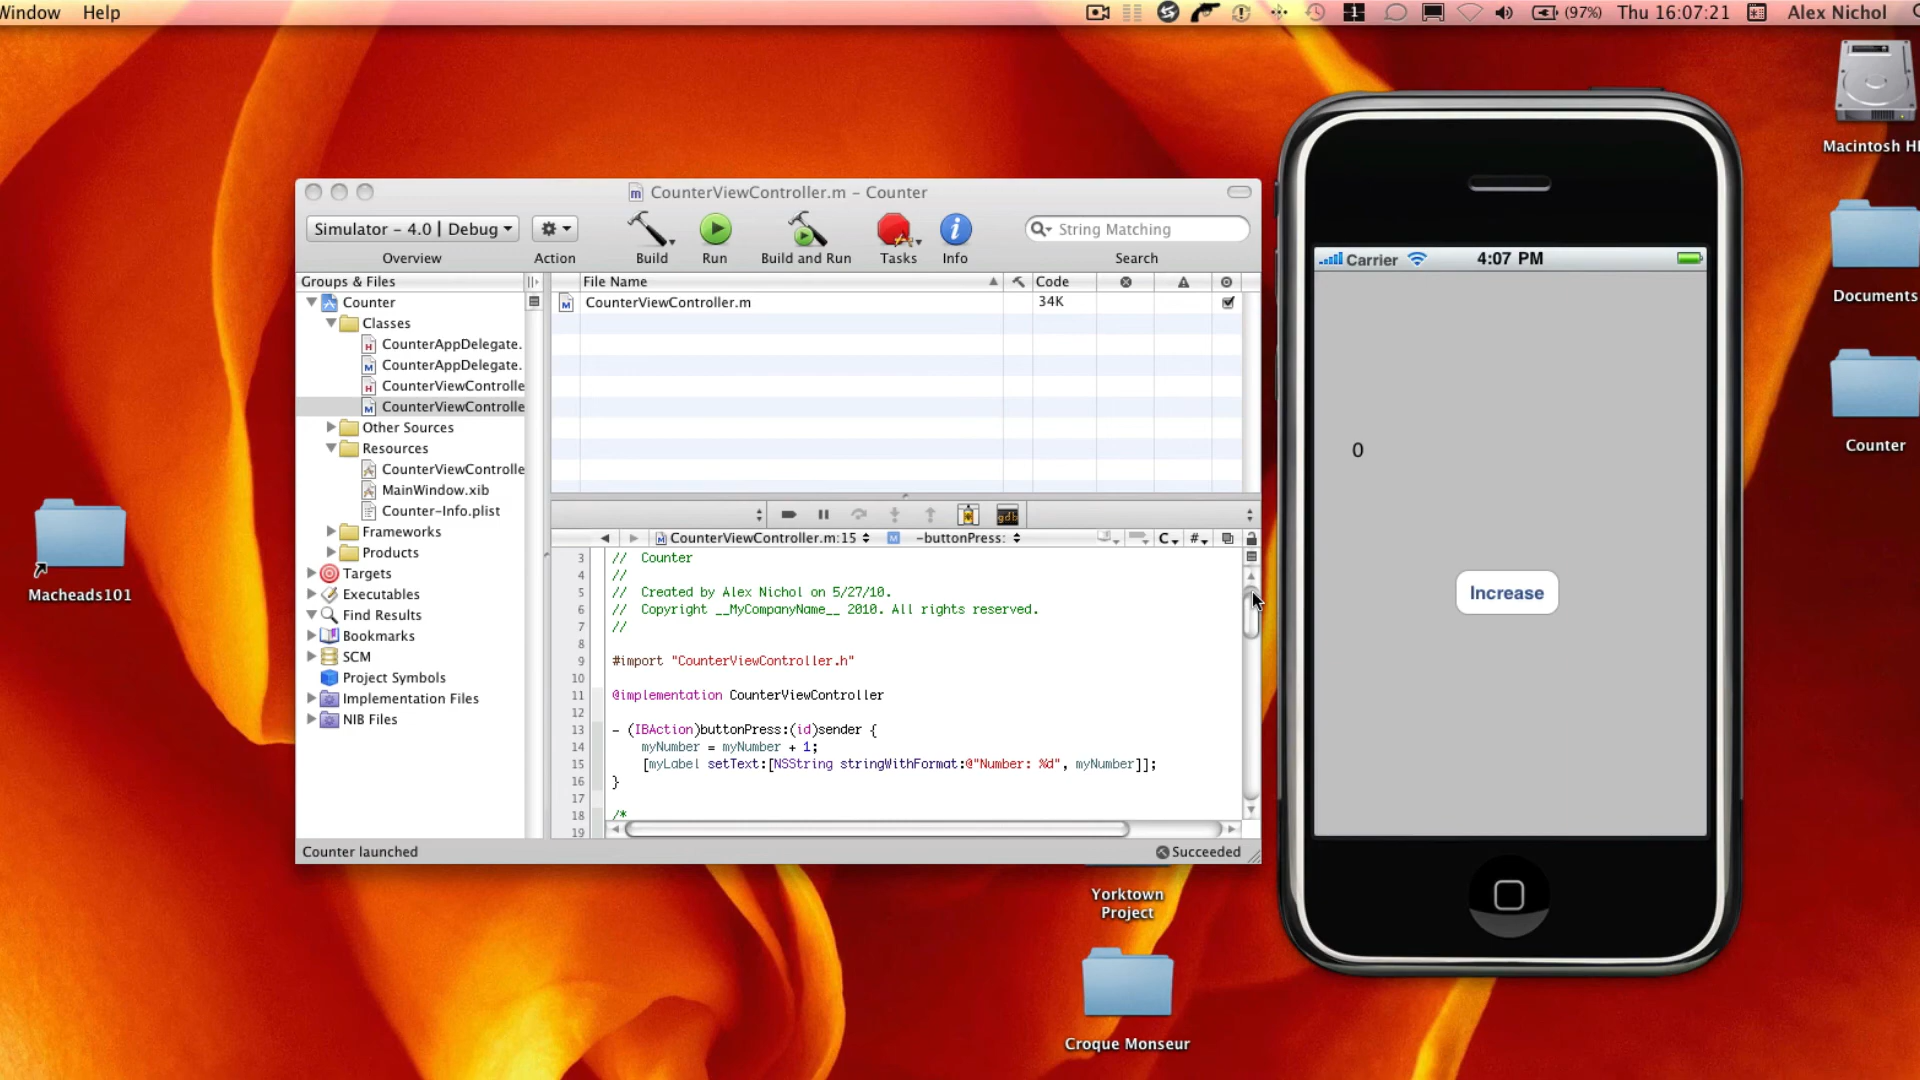 Window Help
(97%) Thu 16:07:21 Alex Nichol
Macintosh H
Documents
Counter
Macheads101
Yorktown
Project
Croque Monseur
CounterViewController.m – Counter
Simulator – 4.0 | Debug
String Matching
Overview Action Build Run Build and Run Tasks Info Search
Groups & Files
Counter
Classes
CounterAppDelegate.
CounterAppDelegate.
CounterViewControlle
CounterViewControlle
Other Sources
Resources
CounterViewControlle
MainWindow.xib
Counter-Info.plist
Frameworks
Products
Targets
Executables
Find Results
Bookmarks
SCM
Project Symbols
Implementation Files
NIB Files
File Name Code
CounterViewController.m 34K
gdb
CounterViewController.m:15 -buttonPress: C #
3 // Counter
4 //
5 // Created by Alex Nichol on 5/27/10.
6 // Copyright __MyCompanyName__ 2010. All rights reserved.
7 //
8
9 #import "CounterViewController.h"
10
11 @implementation CounterViewController
12
13 - (IBAction)buttonPress:(id)sender {
14 myNumber = myNumber + 1;
15 [myLabel setText:[NSString stringWithFormat:@"Number: %d", myNumber]];
16 }
17
18 /*
19
Counter launched Succeeded
Carrier 4:07 PM
0
Increase